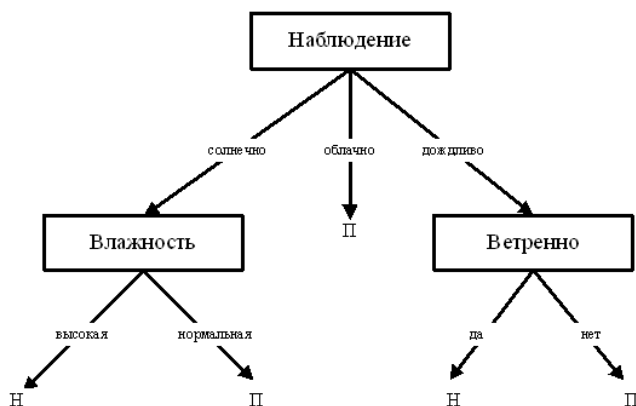 Наблюдение
солнечно
облачно
дождливо
Влажность
П
Ветренно
высокая
нормальная
да
нет
Н
П
Н
П